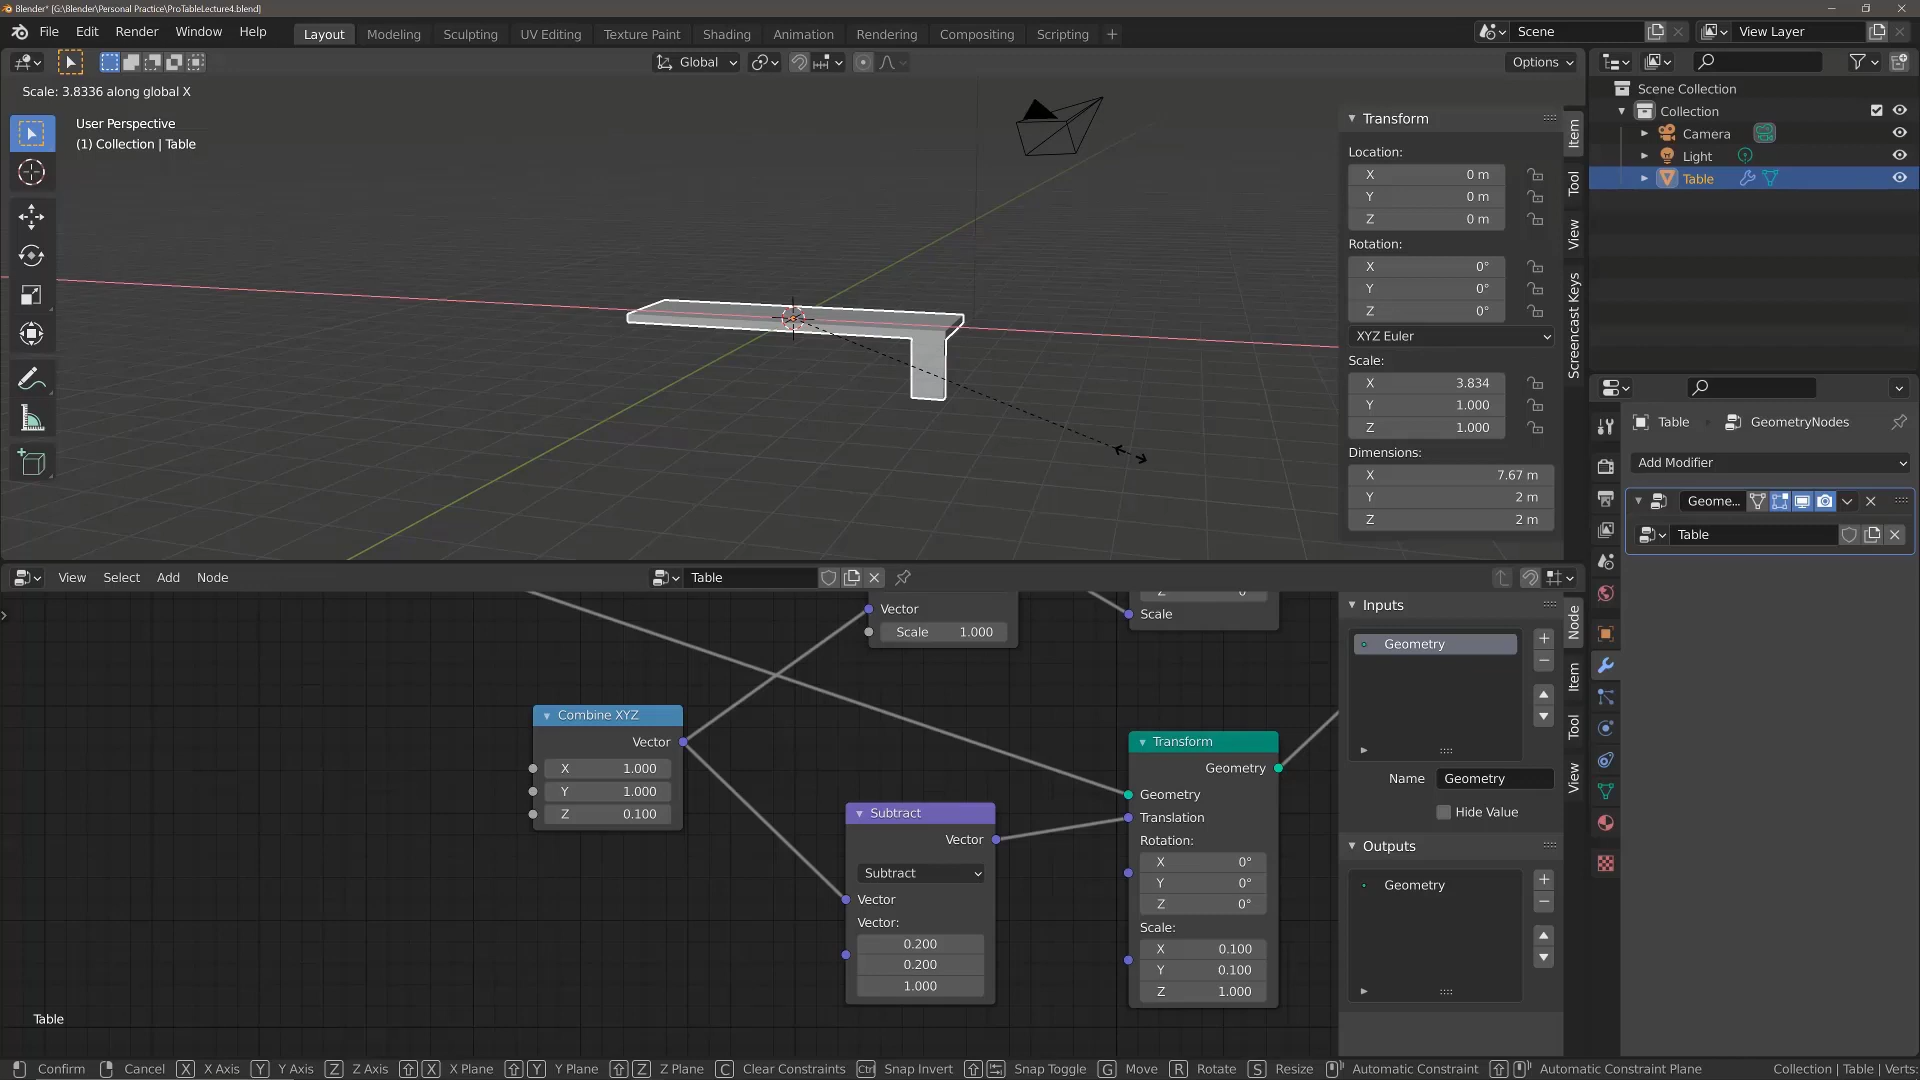 Blender* [G:\Blender\Personal Practice\ProTableLecture4.blend]
File Edit Render Window Help Layout Modeling Sculpting UV Editing Texture Paint Shading Animation Rendering Compositing Scripting + Scene View Layer
Global Options
Scale: 3.8336 along global X
User Perspective
(1) Collection | Table
Transform
Location:
X 0 m
Y 0 m
Z 0 m
Rotation:
X 0°
Y 0°
Z 0°
XYZ Euler
Scale:
X 3.834
Y 1.000
Z 1.000
Dimensions:
X 7.67 m
Y 2 m
Z 2 m
Item
Tool
View
Screencast Keys
Scene Collection
Collection
Camera
Light
Table
Table GeometryNodes
Add Modifier
Geome...
Table
View Select Add Node Table
Vector
Scale 1.000
Z 0
Scale
Combine XYZ
Vector
X 1.000
Y 1.000
Z 0.100
Subtract
Vector
Subtract
Vector
Vector:
0.200
0.200
1.000
Transform
Geometry
Geometry
Translation
Rotation:
X 0°
Y 0°
Z 0°
Scale:
X 0.100
Y 0.100
Z 1.000
Inputs
Geometry
Name Geometry
Hide Value
Outputs
Geometry
Node
Item
Tool
View
Table
Confirm Cancel X X Axis Y Y Axis Z Z Axis X X Plane Y Y Plane Z Z Plane C Clear Constraints Ctrl Snap Invert Snap Toggle G Move R Rotate S Resize Automatic Constraint Automatic Constraint Plane Collection | Table | Verts: